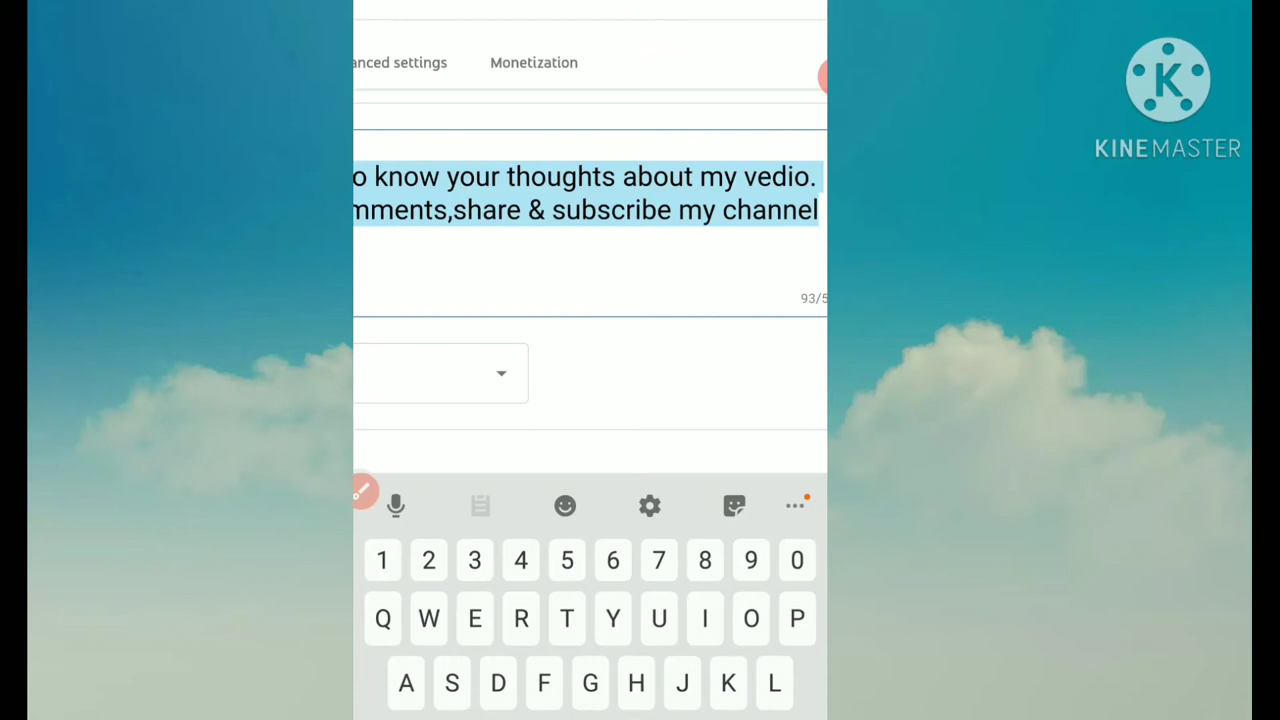 anced settings
Monetization
o know your thoughts about my vedio.
mments,share & subscribe my channel
93/5
K
KINEMASTER
1 2 3 4 5 6 7 8 9 0
Q W E R T Y U I O P
A S D F G H J K L